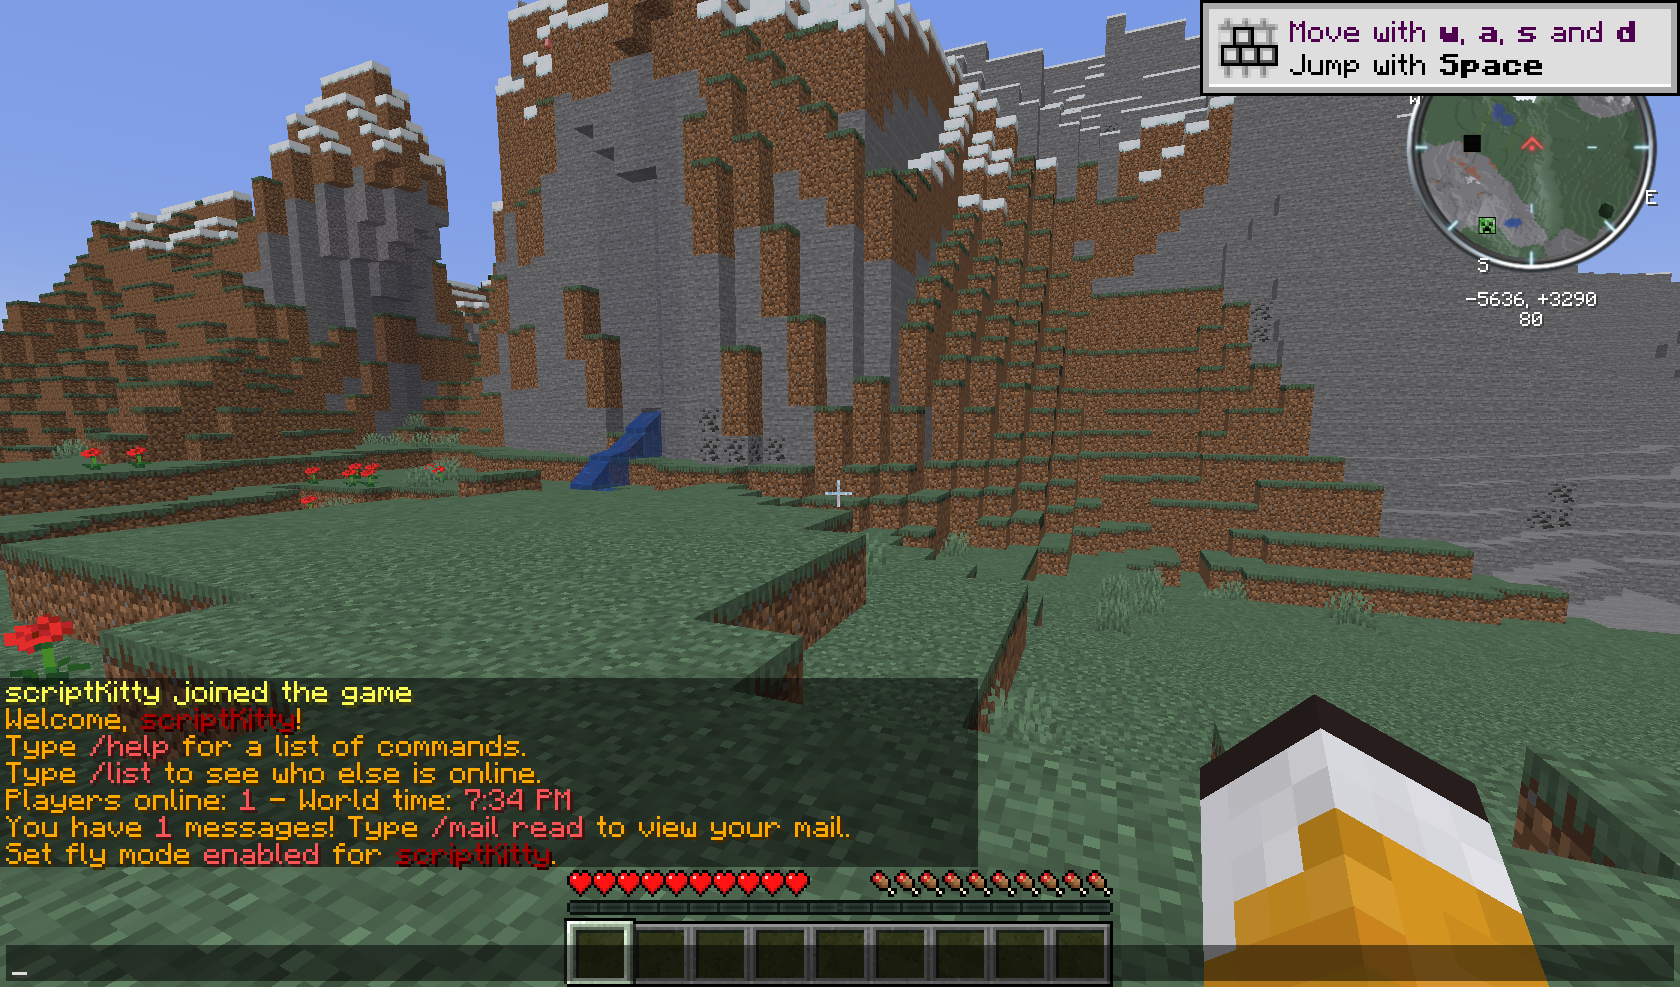 Move with w, a, s and d
Jump with Space
W
E
S
-5636, +3290
80
scriptKitty joined the game
Welcome, scriptKitty!
Type /help for a list of commands.
Type /list to see who else is online.
Players online: 1 - World time: 7:34 PM
You have 1 messages! Type /mail read to view your mail.
Set fly mode enabled for scriptKitty.
_